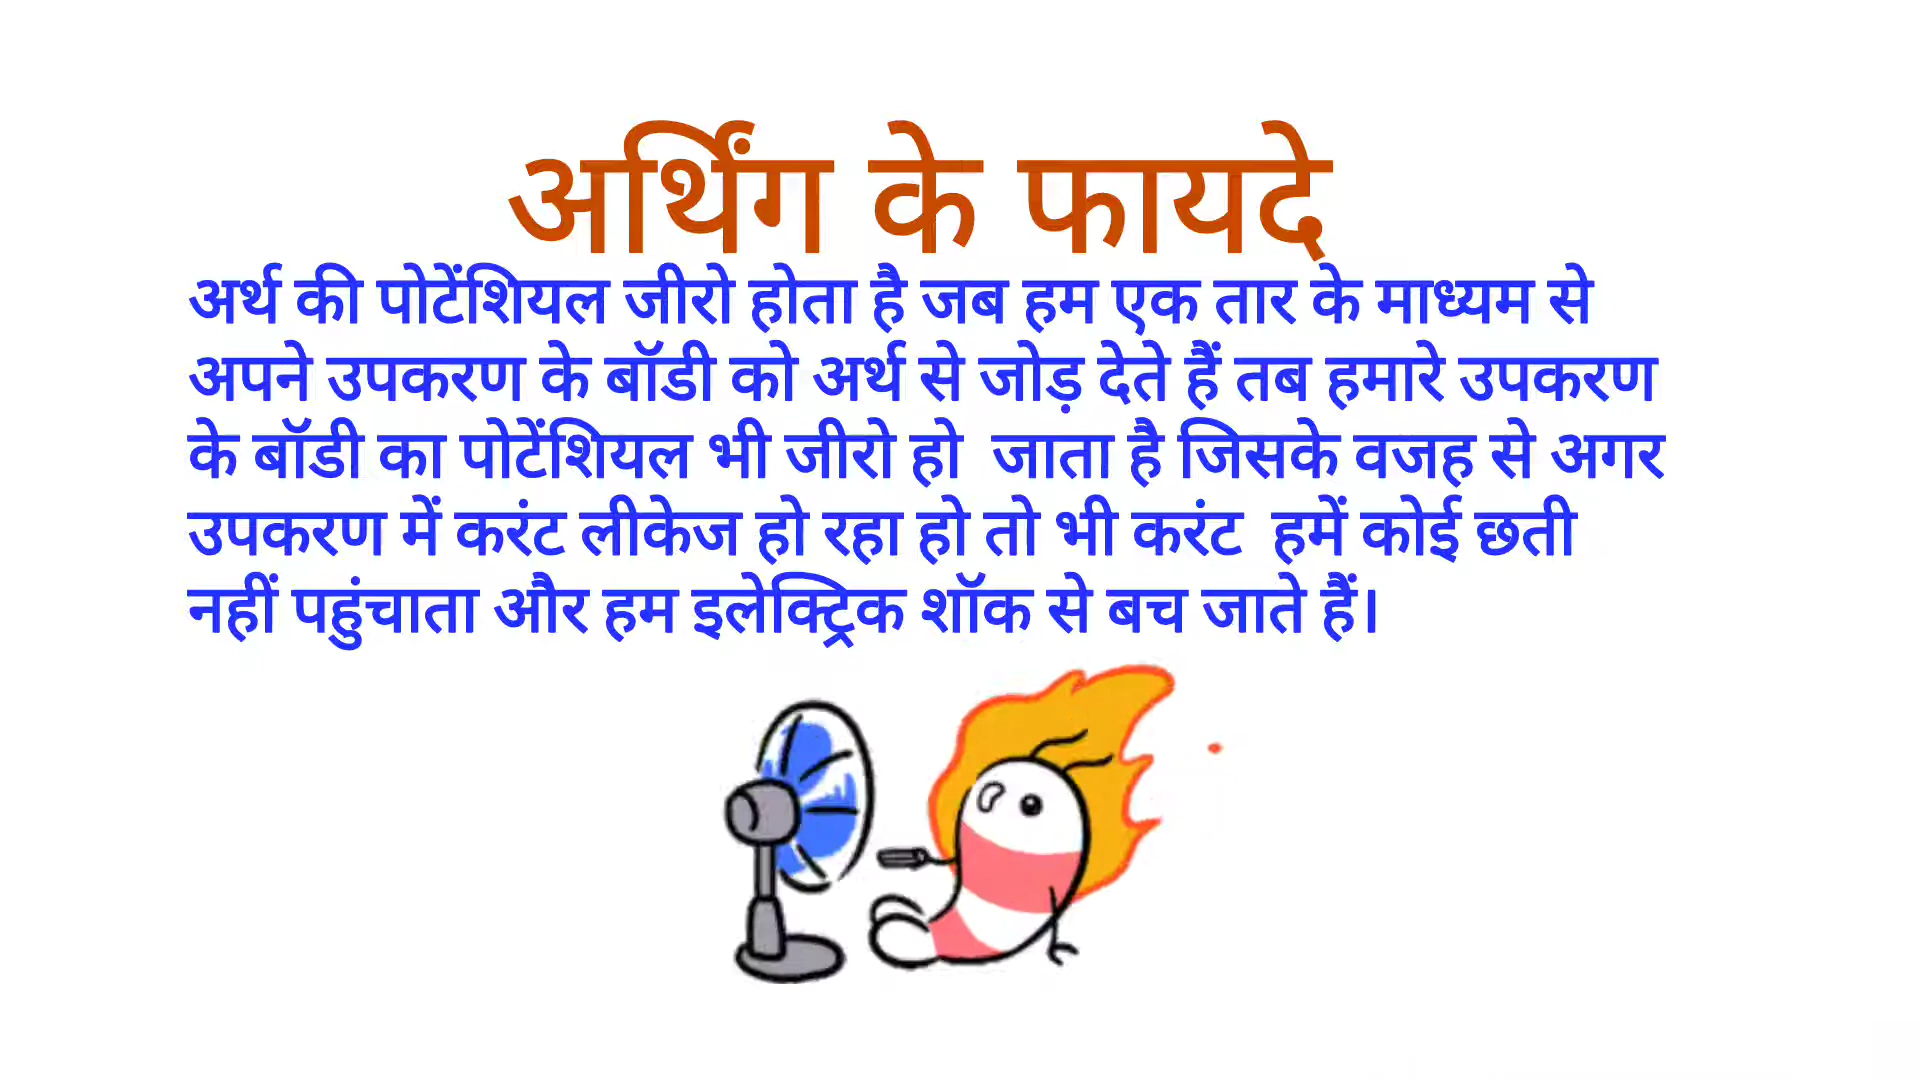 अर्थिंग के फायदे
अर्थ की पोटेंशियल जीरो होता है जब हम एक तार के माध्यम से
अपने उपकरण के बॉडी को अर्थ से जोड़ देते हैं तब हमारे उपकरण
के बॉडी का पोटेंशियल भी जीरो हो जाता है जिसके वजह से अगर
उपकरण में करंट लीकेज हो रहा हो तो भी करंट हमें कोई छती
नहीं पहुंचाता और हम इलेक्ट्रिक शॉक से बच जाते हैं।